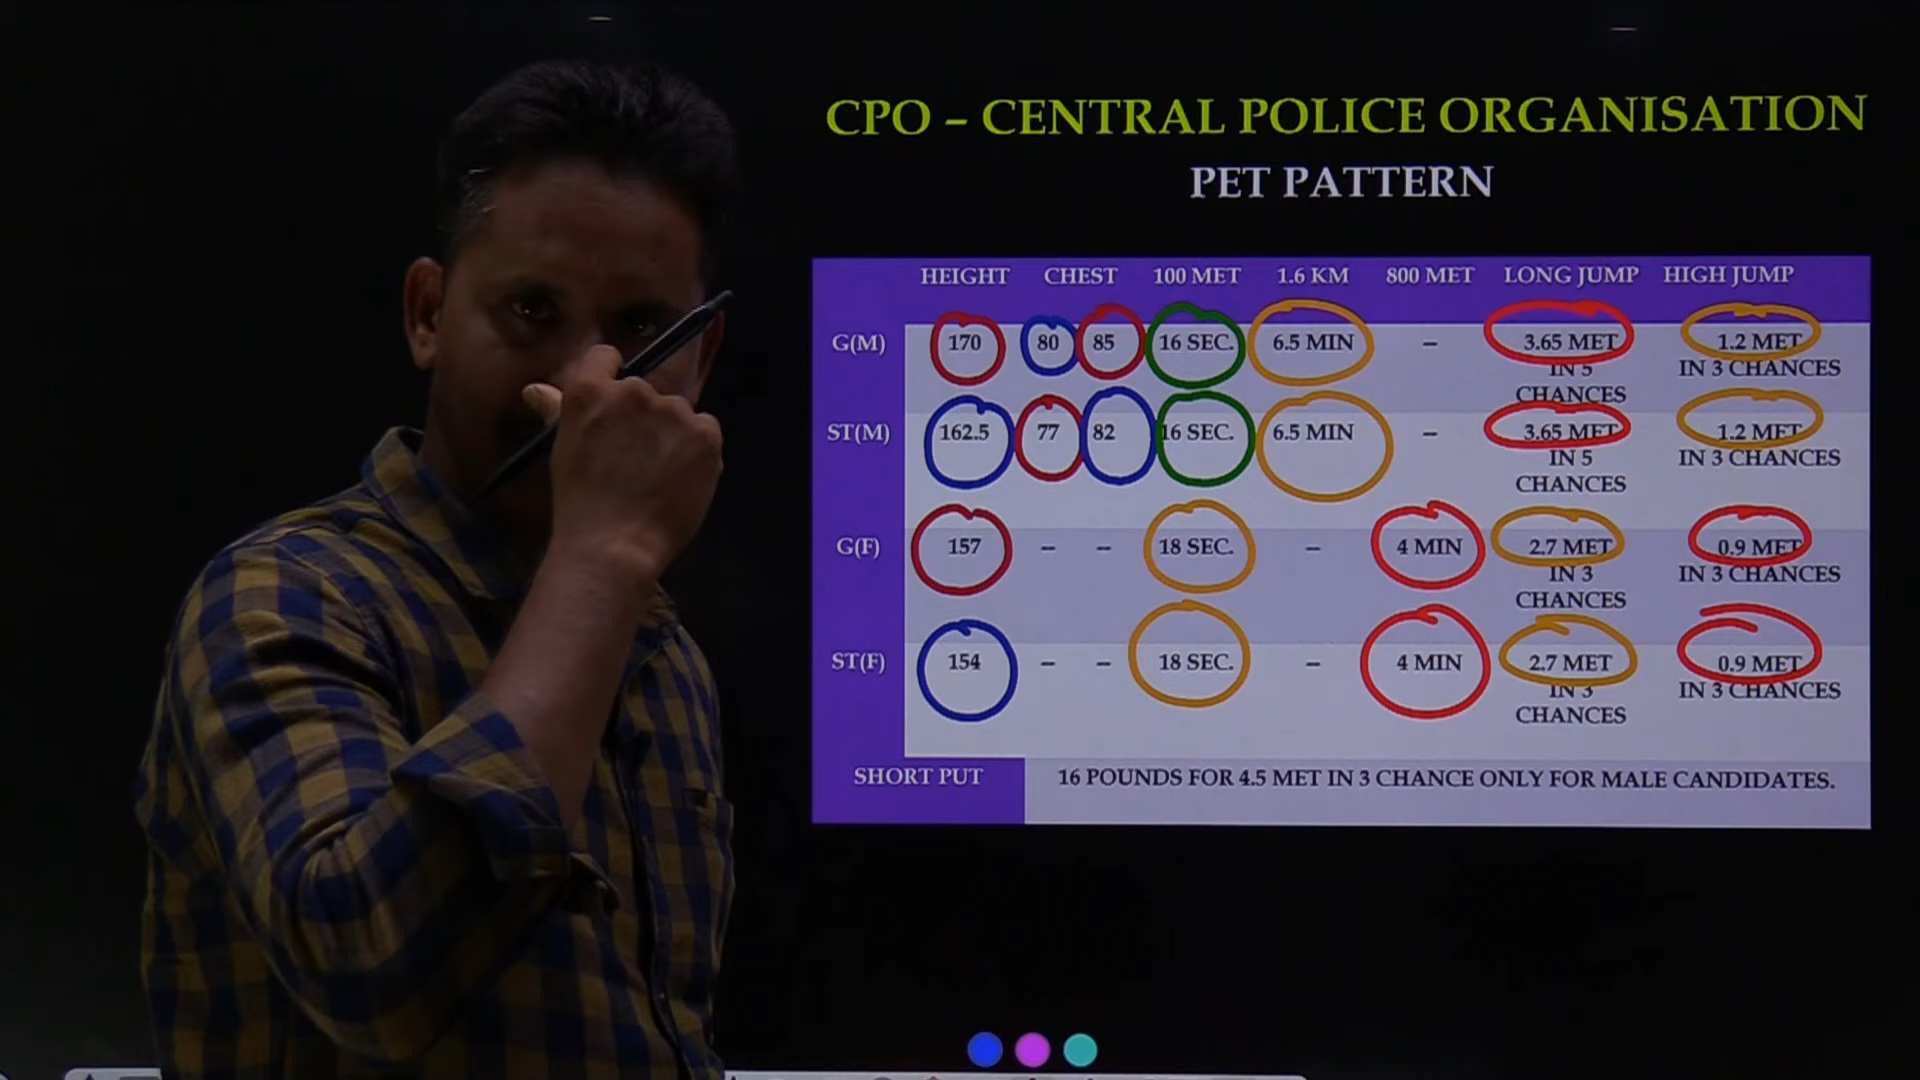 CPO – CENTRAL POLICE ORGANISATION
PET PATTERN
HEIGHT CHEST 100 MET 1.6 KM 800 MET LONG JUMP HIGH JUMP
G(M) 170 80 85 16 SEC. 6.5 MIN – 3.65 MET 1.2 MET
IN 5 IN 3 CHANCES
CHANCES
ST(M) 162.5 77 82 16 SEC. 6.5 MIN – 3.65 MET 1.2 MET
IN 5 IN 3 CHANCES
CHANCES
G(F) 157 – – 18 SEC. – 4 MIN 2.7 MET 0.9 MET
IN 3 IN 3 CHANCES
CHANCES
ST(F) 154 – – 18 SEC. – 4 MIN 2.7 MET 0.9 MET
IN 3 IN 3 CHANCES
CHANCES
SHORT PUT 16 POUNDS FOR 4.5 MET IN 3 CHANCE ONLY FOR MALE CANDIDATES.